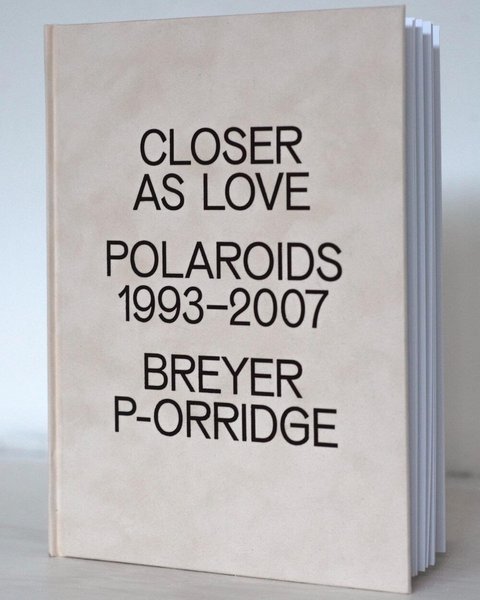 CLOSER
AS LOVE
POLAROIDS
1993–2007
BREYER
P-ORRIDGE